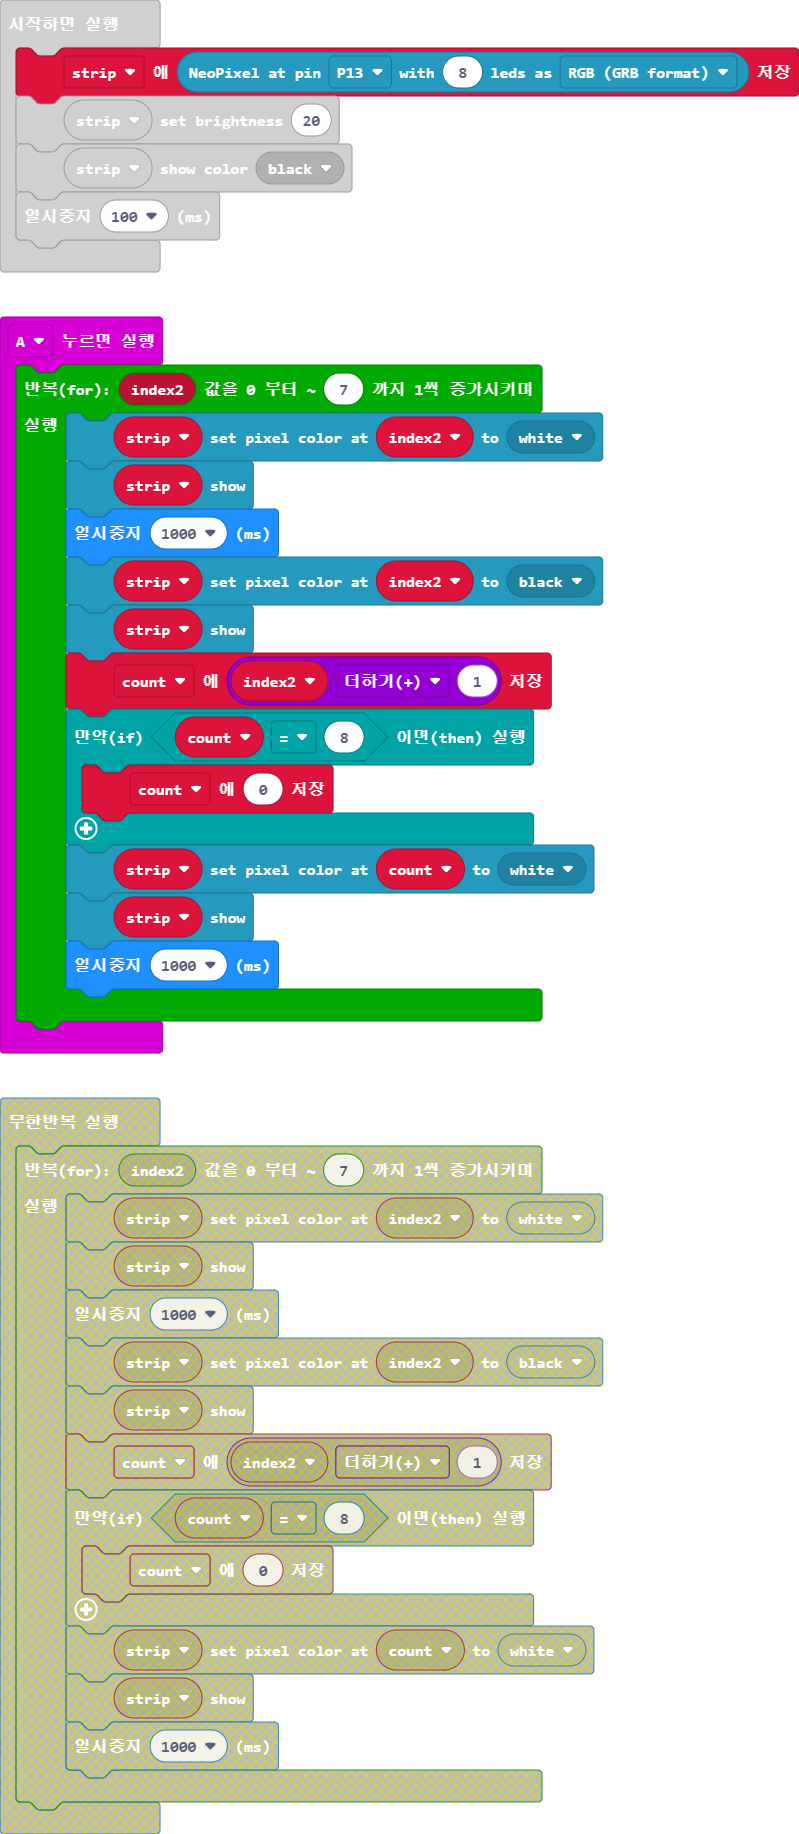 시작하면 실행
strip 에 NeoPixel at pin P13 with 8 leds as RGB (GRB format) 저장
strip set brightness 20
strip show color black
일시중지 100 (ms)
A 누르면 실행
반복(for): index2 값을 0 부터 ~ 7 까지 1씩 증가시키며
실행
strip set pixel color at index2 to white
strip show
일시중지 1000 (ms)
strip set pixel color at index2 to black
strip show
count 에 index2 더하기(+) 1 저장
만약(if) count = 8 이면(then) 실행
count 에 0 저장
strip set pixel color at count to white
strip show
일시중지 1000 (ms)
무한반복 실행
반복(for): index2 값을 0 부터 ~ 7 까지 1씩 증가시키며
실행
strip set pixel color at index2 to white
strip show
일시중지 1000 (ms)
strip set pixel color at index2 to black
strip show
count 에 index2 더하기(+) 1 저장
만약(if) count = 8 이면(then) 실행
count 에 0 저장
strip set pixel color at count to white
strip show
일시중지 1000 (ms)